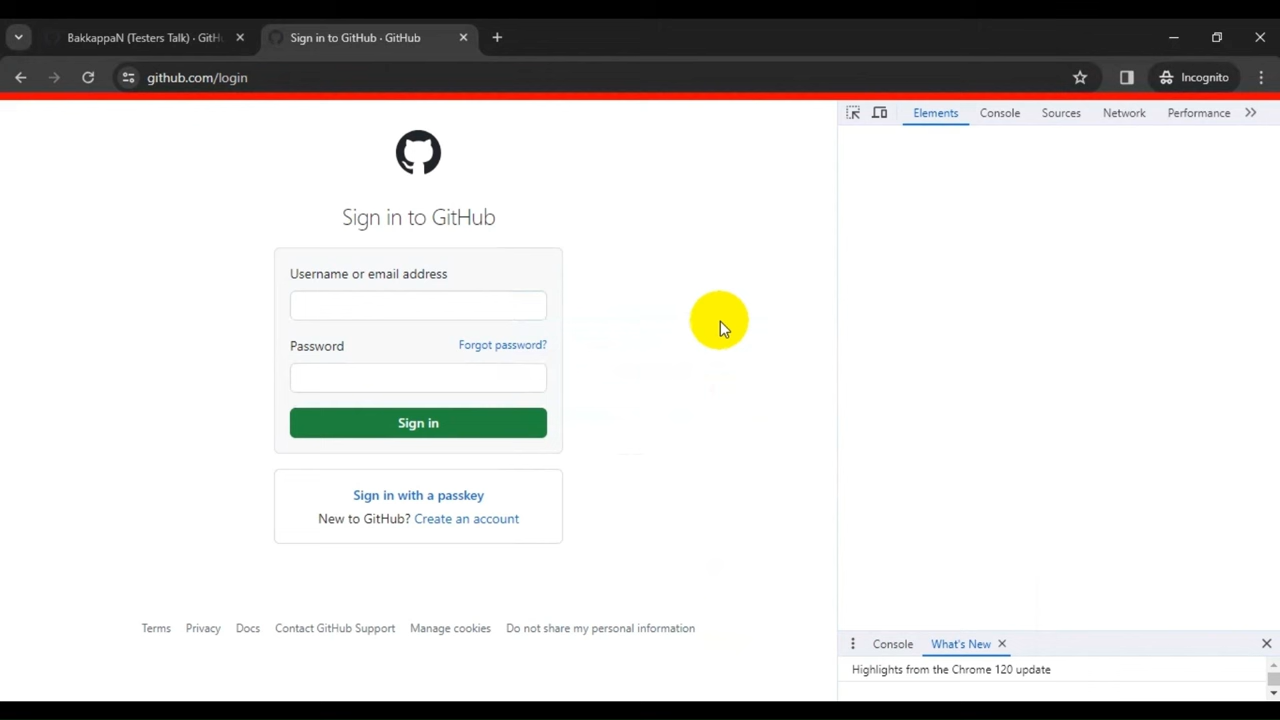 BakkappaN (Testers Talk) · GitH
Sign in to GitHub · GitHub
github.com/login
Incognito
Elements
Console
Sources
Network
Performance
Sign in to GitHub
Username or email address
Password
Forgot password?
Sign in
Sign in with a passkey
New to GitHub? Create an account
Terms
Privacy
Docs
Contact GitHub Support
Manage cookies
Do not share my personal information
Console
What's New
Highlights from the Chrome 120 update